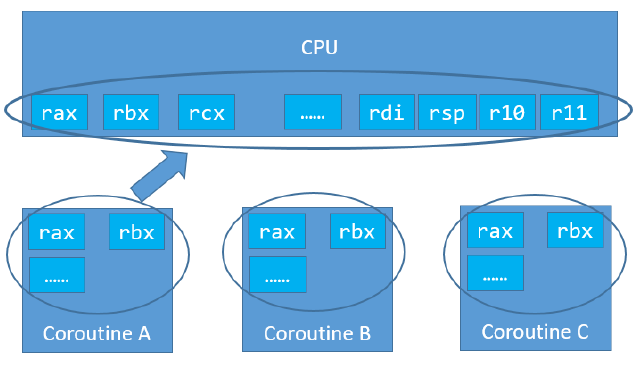 CPU
rax rbx rcx ...... rdi rsp r10 r11
rax rbx rax rbx rax rbx
...... ...... ......
Coroutine A Coroutine B Coroutine C